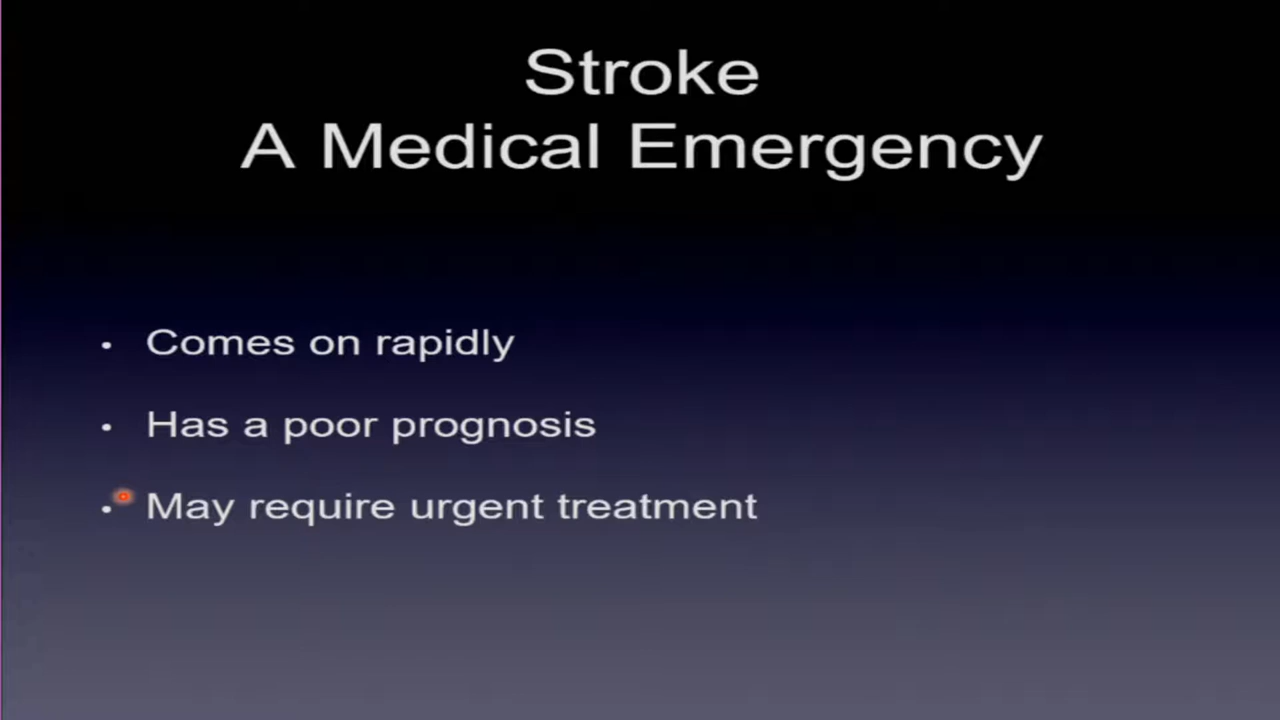 Stroke
A Medical Emergency
• Comes on rapidly
• Has a poor prognosis
• May require urgent treatment